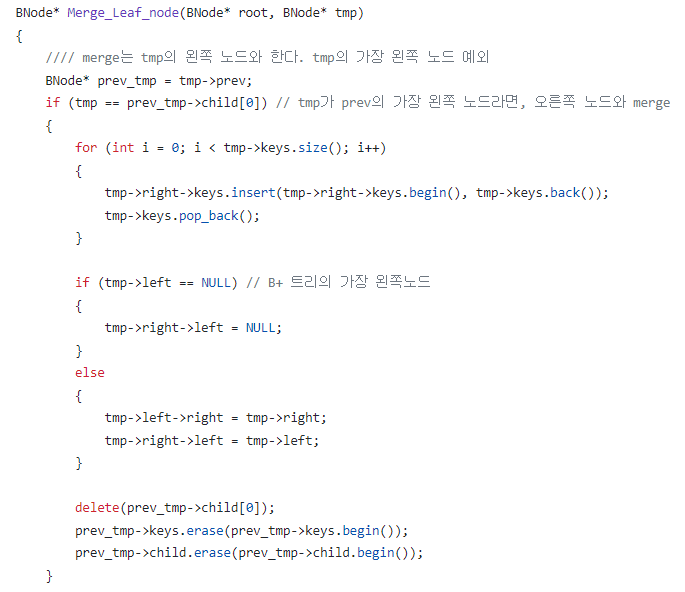 BNode* Merge_Leaf_node(BNode* root, BNode* tmp)
{
    //// merge는 tmp의 왼쪽 노드와 한다. tmp의 가장 왼쪽 노드 예외
    BNode* prev_tmp = tmp->prev;
    if (tmp == prev_tmp->child[0]) // tmp가 prev의 가장 왼쪽 노드라면, 오른쪽 노드와 merge
    {
        for (int i = 0; i < tmp->keys.size(); i++)
        {
            tmp->right->keys.insert(tmp->right->keys.begin(), tmp->keys.back());
            tmp->keys.pop_back();
        }

        if (tmp->left == NULL) // B+ 트리의 가장 왼쪽노드
        {
            tmp->right->left = NULL;
        }
        else
        {
            tmp->left->right = tmp->right;
            tmp->right->left = tmp->left;
        }

        delete(prev_tmp->child[0]);
        prev_tmp->keys.erase(prev_tmp->keys.begin());
        prev_tmp->child.erase(prev_tmp->child.begin());
    }